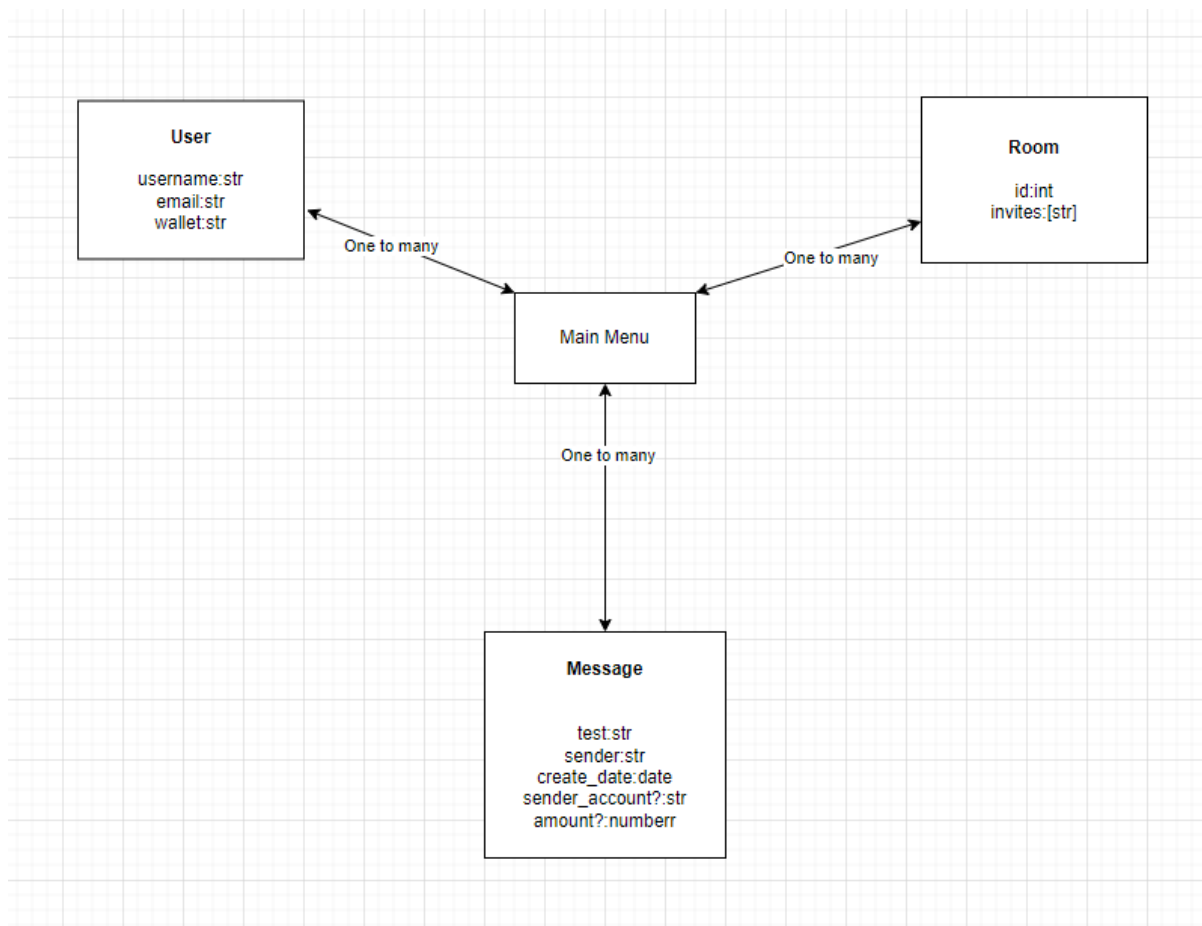 User
username:str
email:str
wallet:str
Room
id:int
invites:[str]
One to many
One to many
Main Menu
One to many
Message
test:str
sender:str
create_date:date
sender_account?:str
amount?:numberr